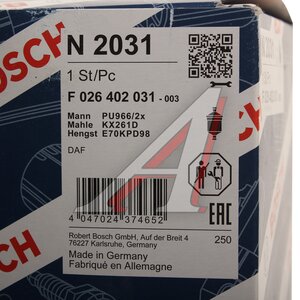 BOSCH
N 2031
1 St/Pc
F 026 402 031 - 003
Mann PU966/2x
Mahle KX261D
Hengst E70KPD98
DAF
4 047024 374652
EAC
Robert Bosch GmbH, Auf der Breit 4
76227 Karlsruhe, Germany
250
Made in Germany
Fabriqué en Allemagne